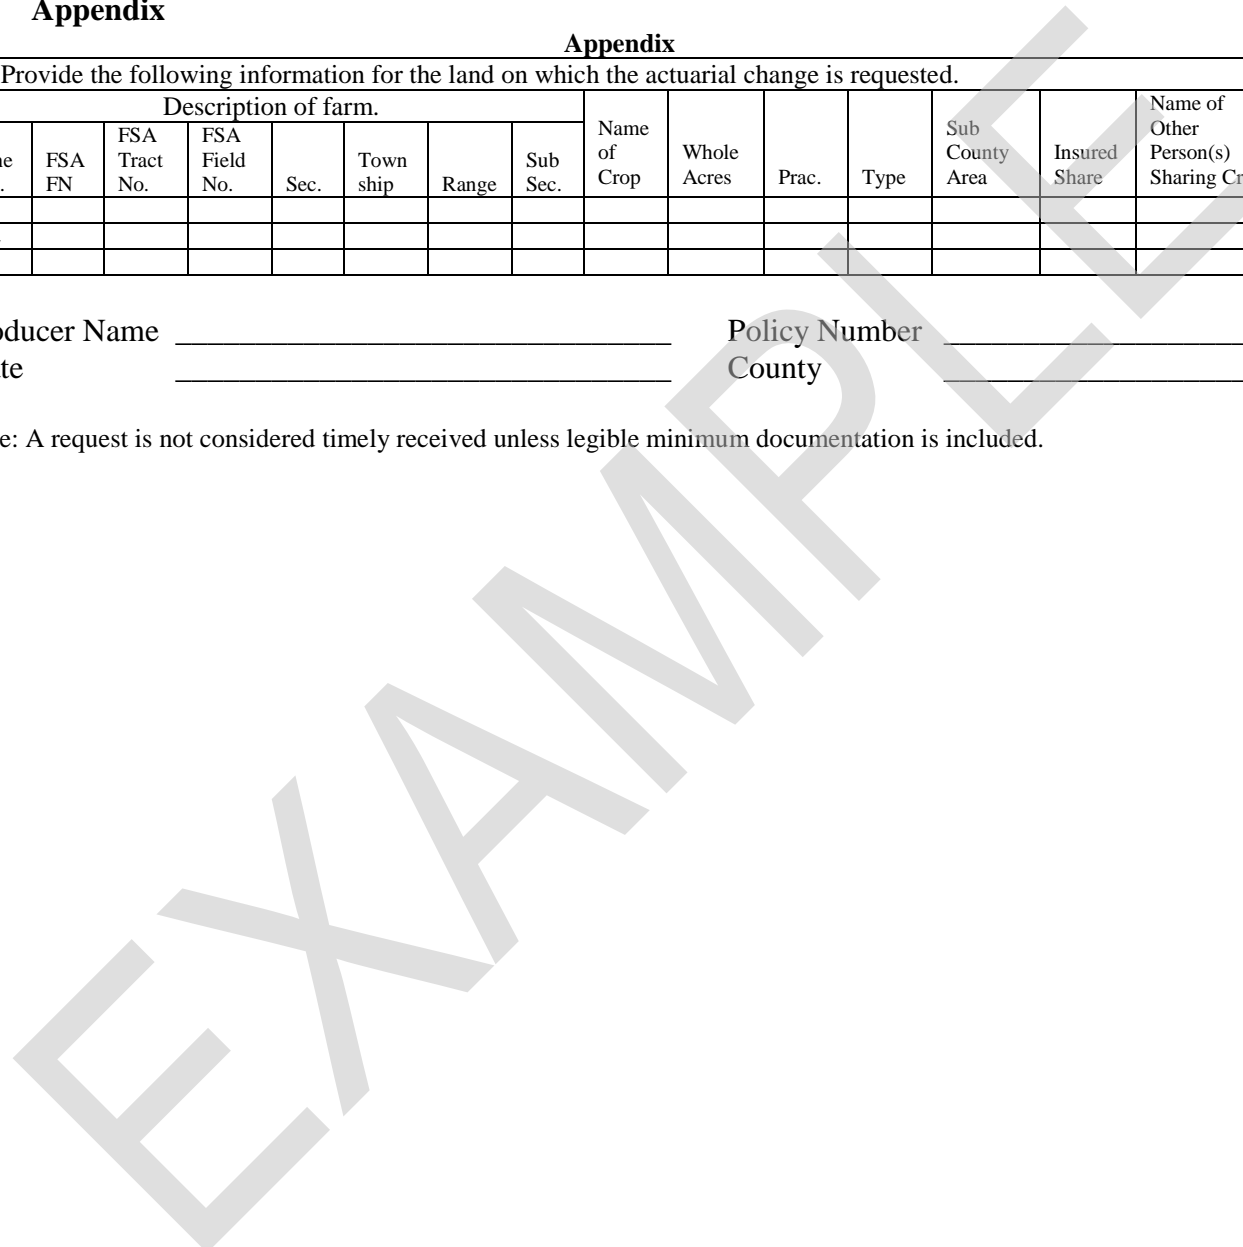 Appendix
Appendix
Provide the following information for the land on which the actuarial change is requested.
Description of farm.
FSA FN
FSA Tract No.
FSA Field No.
Sec.
Town ship
Range
Sub Sec.
Name of Crop
Whole Acres
Prac.
Type
Sub County Area
Insured Share
Name of Other Person(s) Sharing
Name
Policy Number
County
A request is not considered timely received unless legible minimum documentation is included.
EXAMPLE